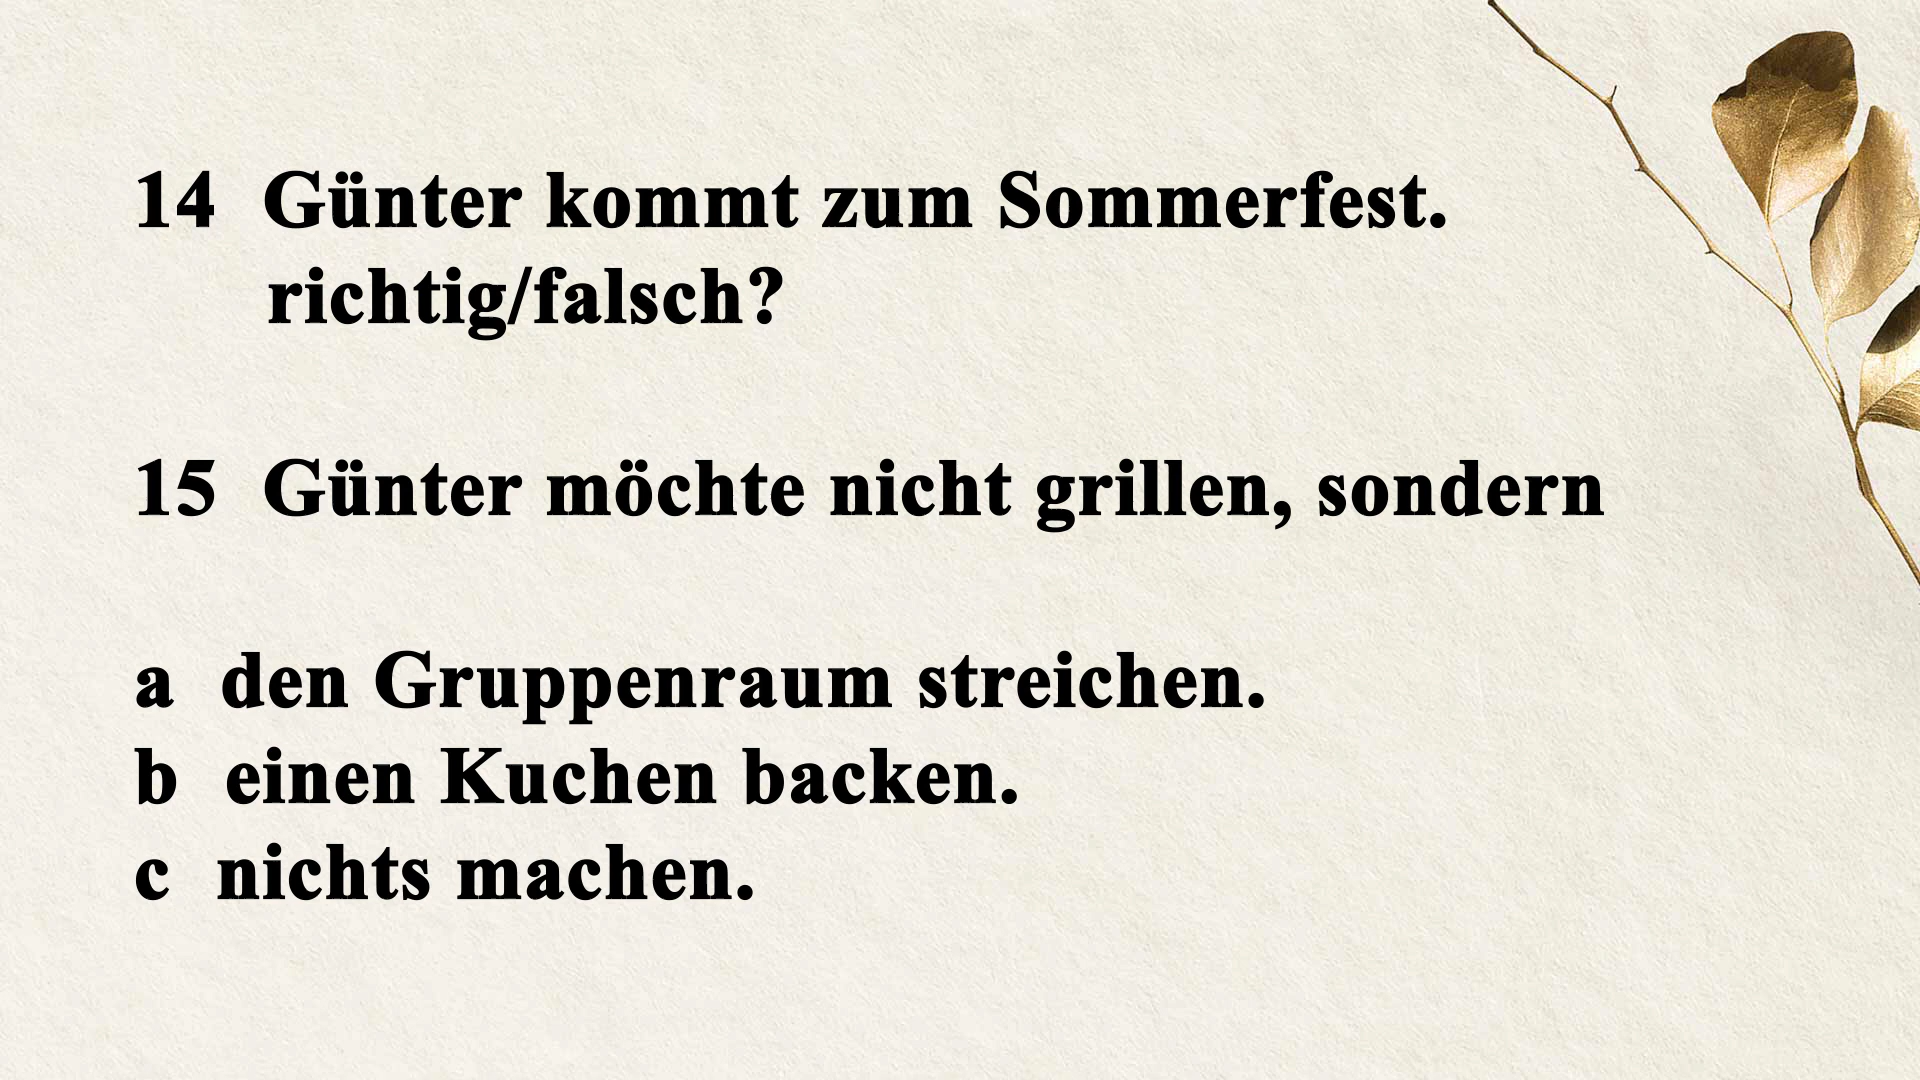 14 Günter kommt zum Sommerfest.
richtig/falsch?
15 Günter möchte nicht grillen, sondern
a den Gruppenraum streichen.
b einen Kuchen backen.
c nichts machen.